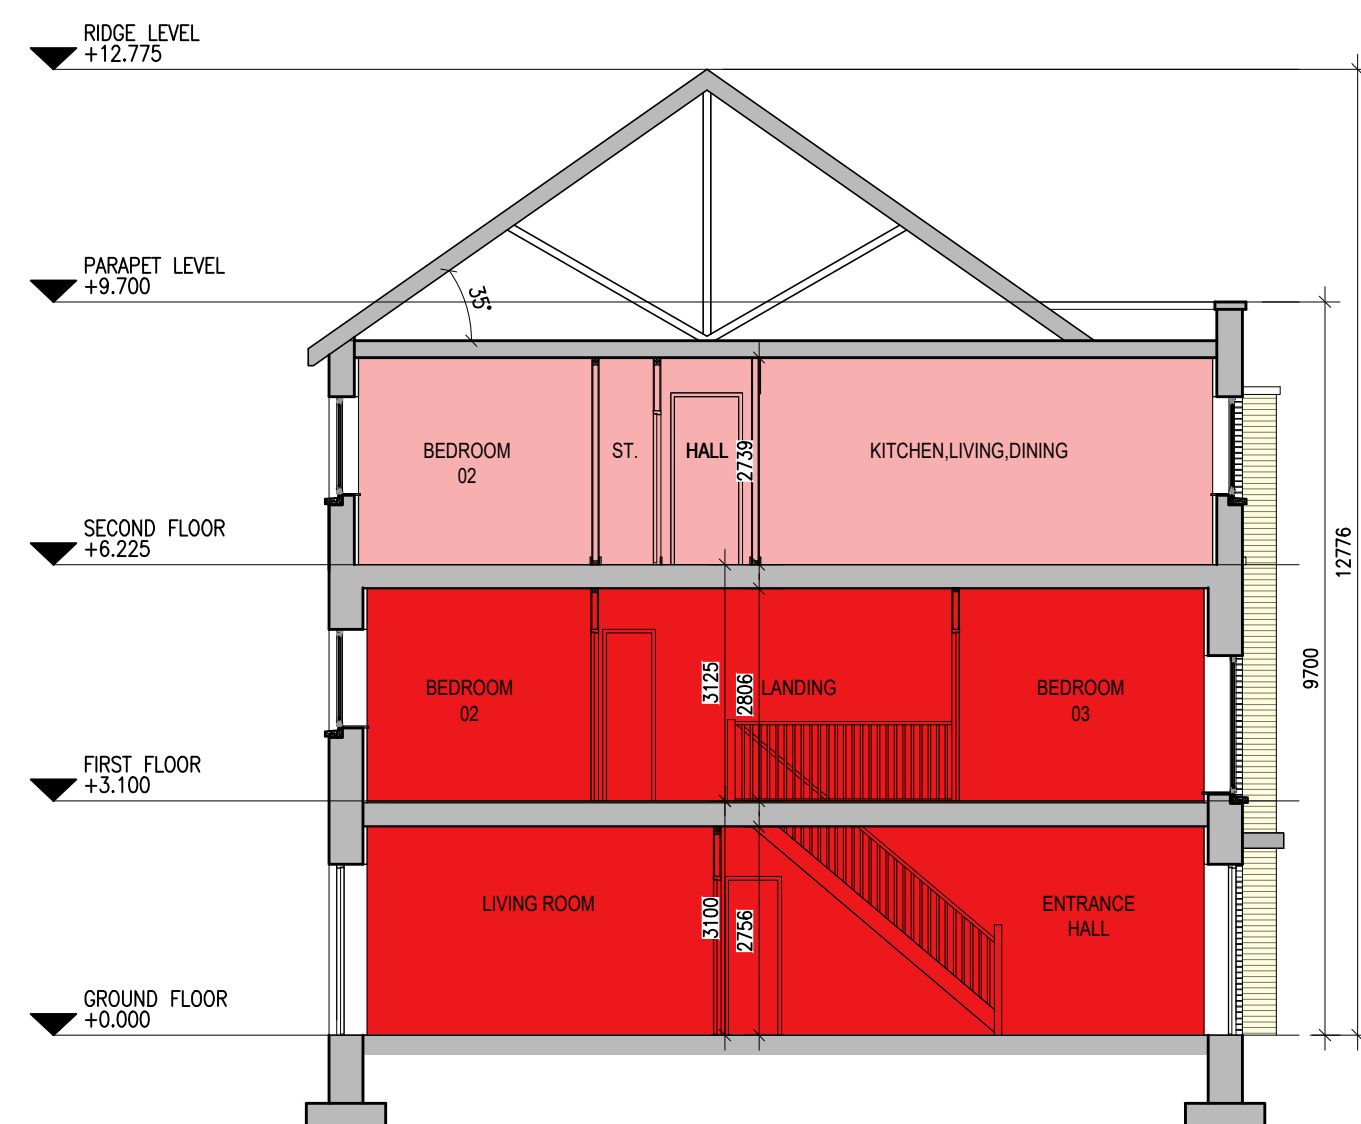 RIDGE LEVEL
+12.775
PARAPET LEVEL
+9.700
35°
BEDROOM
02
ST.
HALL
2739
KITCHEN,LIVING,DINING
SECOND FLOOR
+6.225
12776
BEDROOM
02
3125
2806
LANDING
BEDROOM
03
9700
FIRST FLOOR
+3.100
LIVING ROOM
3100
2756
ENTRANCE
HALL
GROUND FLOOR
+0.000